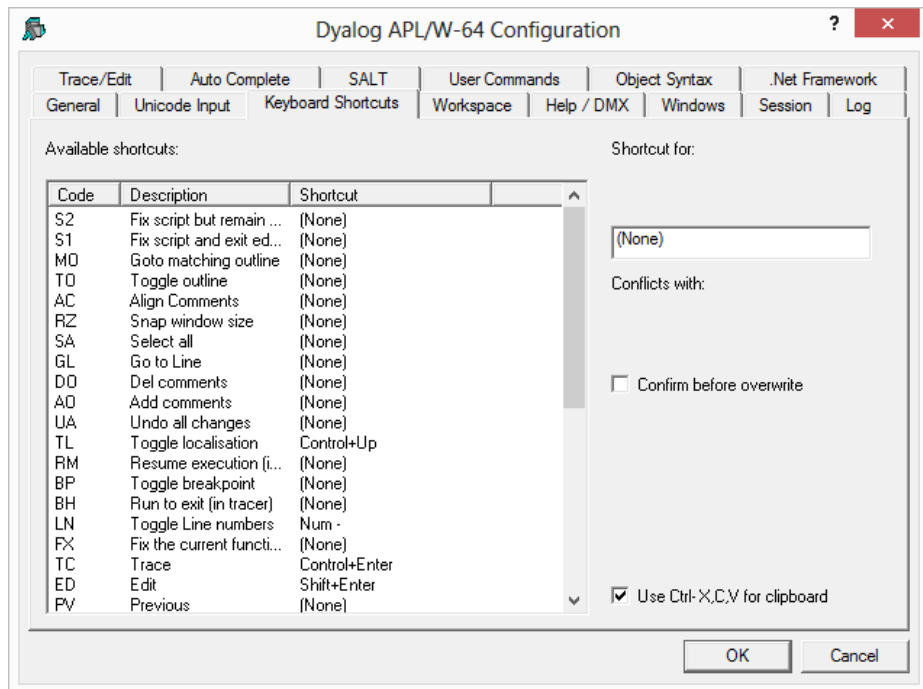 Dyalog APL/W-64 Configuration ? ×
Trace/Edit Auto Complete SALT User Commands Object Syntax .Net Framework
General Unicode Input Keyboard Shortcuts Workspace Help / DMX Windows Session Log
Available shortcuts: Shortcut for:
Code Description Shortcut
S2 Fix script but remain ... (None)
S1 Fix script and exit ed... (None)
MO Goto matching outline (None)
TO Toggle outline (None)
AC Align Comments (None)
RZ Snap window size (None)
SA Select all (None)
GL Go to Line (None)
DO Del comments (None)
AO Add comments (None)
UA Undo all changes (None)
TL Toggle localisation Control+Up
RM Resume execution (i... (None)
BP Toggle breakpoint (None)
BH Run to exit (in tracer) (None)
LN Toggle Line numbers Num -
FX Fix the current functi... (None)
TC Trace Control+Enter
ED Edit Shift+Enter
PV Previous (None)
(None)
Conflicts with:
Confirm before overwrite
Use Ctrl-X,C,V for clipboard
OK Cancel